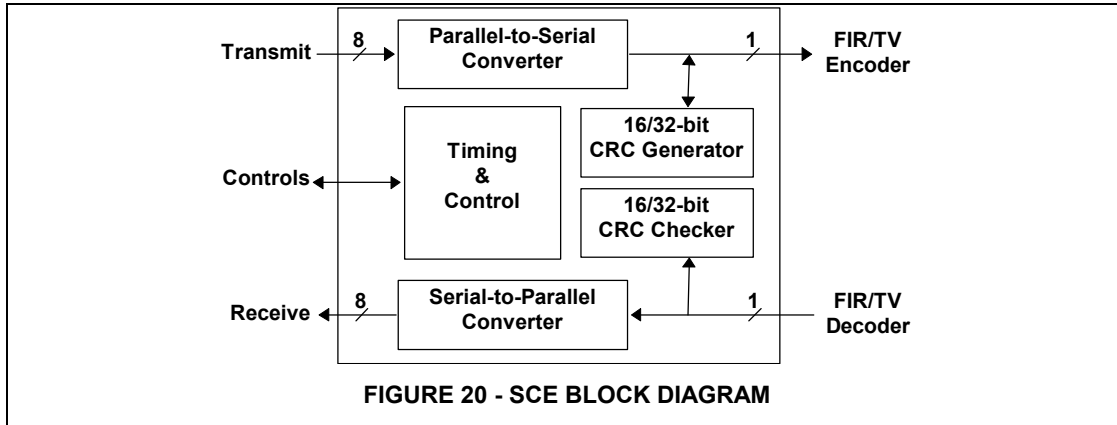 Transmit
8
Parallel-to-Serial
Converter
1
FIR/TV
Encoder
16/32-bit
CRC Generator
Timing
&
Control
Controls
16/32-bit
CRC Checker
Receive
8
Serial-to-Parallel
Converter
1
FIR/TV
Decoder
FIGURE 20 - SCE BLOCK DIAGRAM